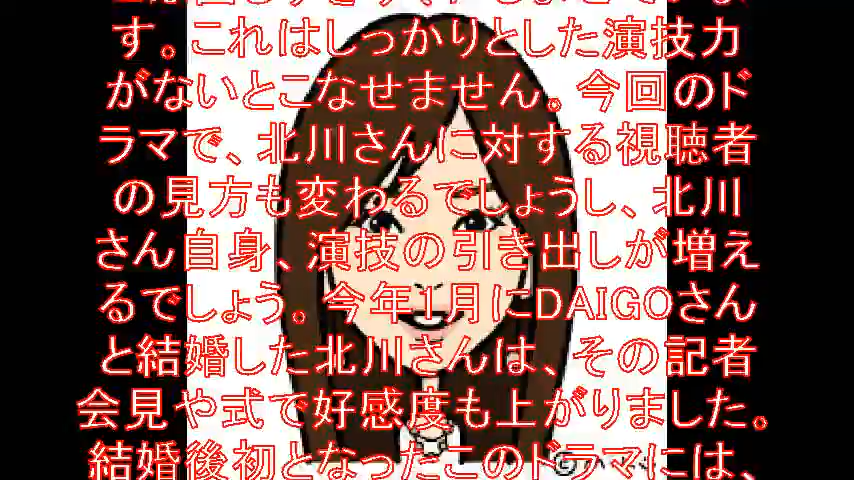 す。これはしっかりとした演技力
がないとこなせません。今回のド
ラマで、北川さんに対する視聴者
の見方も変わるでしょうし、北川
さん自身、演技の引き出しが増え
るでしょう。今年1月にDAIGOさん
と結婚した北川さんは、その記者
会見や式で好感度も上がりました。
結婚後初となったこのドラマには、